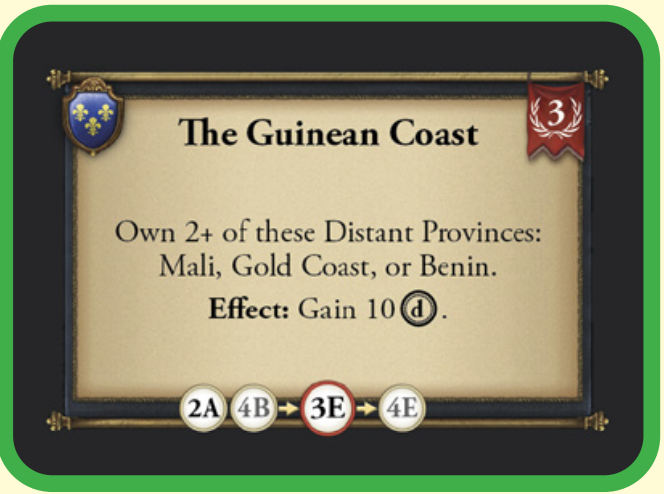 The Guinean Coast
3
Own 2+ of these Distant Provinces:
Mali, Gold Coast, or Benin.
Effect: Gain 10 d.
2A 4B 3E 4E